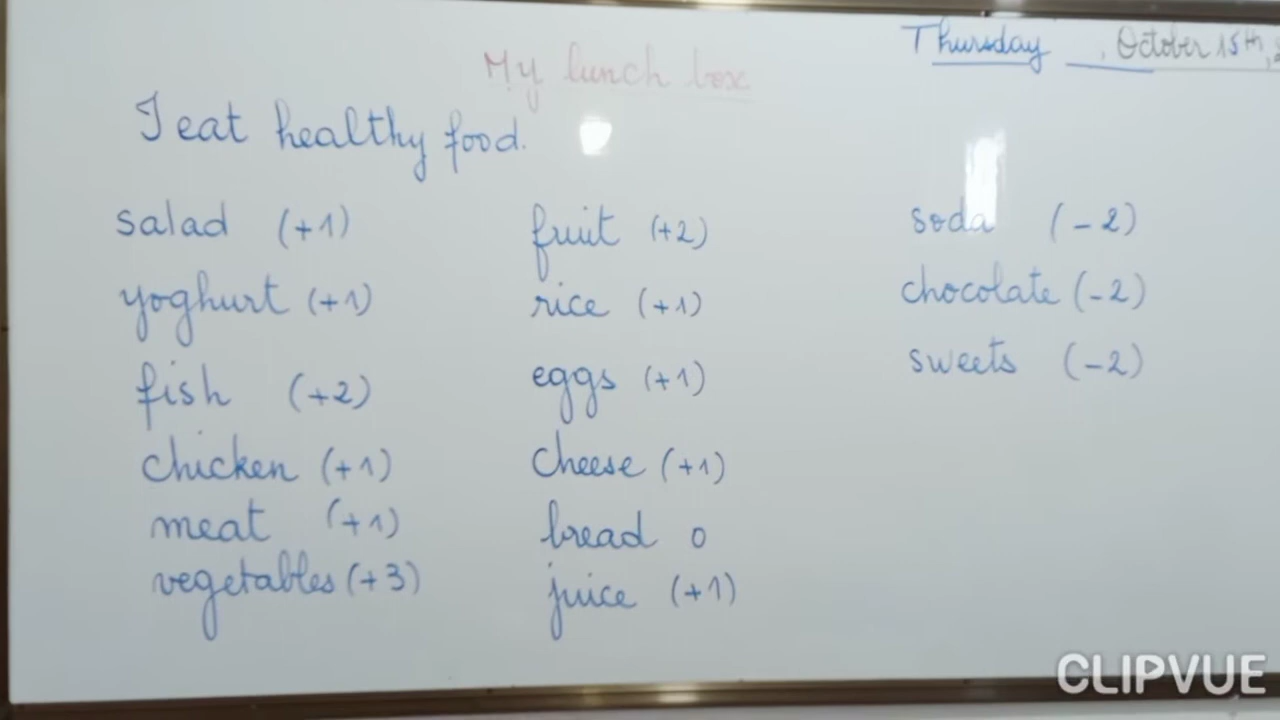 Thursday, October 15th,
My lunch box
I eat healthy food.
salad (+1) fruit (+2) soda (-2)
yoghurt (+1) rice (+1) chocolate (-2)
fish (+2) eggs (+1) sweets (-2)
chicken (+1) cheese (+1)
meat (+1) bread 0
vegetables (+3) juice (+1)
CLIPVUE